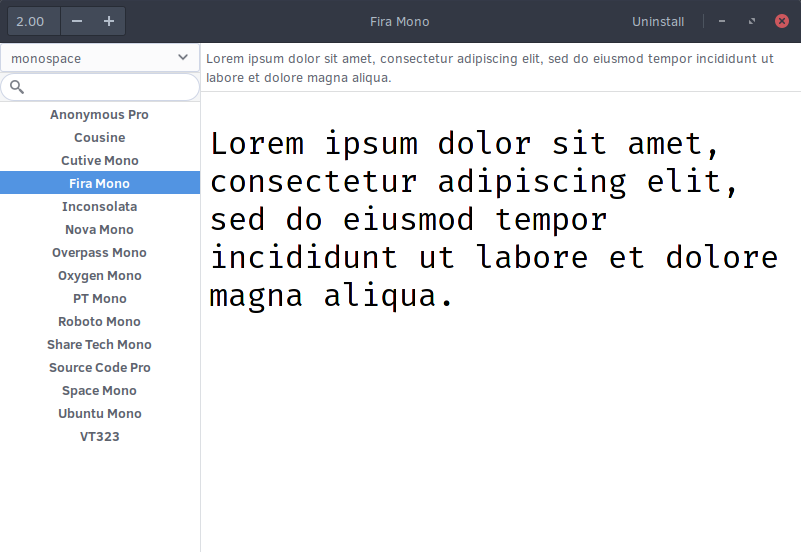 2.00
Fira Mono
Uninstall
monospace
Anonymous Pro
Cousine
Cutive Mono
Fira Mono
Inconsolata
Nova Mono
Overpass Mono
Oxygen Mono
PT Mono
Roboto Mono
Share Tech Mono
Source Code Pro
Space Mono
Ubuntu Mono
VT323
Lorem ipsum dolor sit amet, consectetur adipiscing elit, sed do eiusmod tempor incididunt ut
labore et dolore magna aliqua.
Lorem ipsum dolor sit amet,
consectetur adipiscing elit,
sed do eiusmod tempor
incididunt ut labore et dolore
magna aliqua.